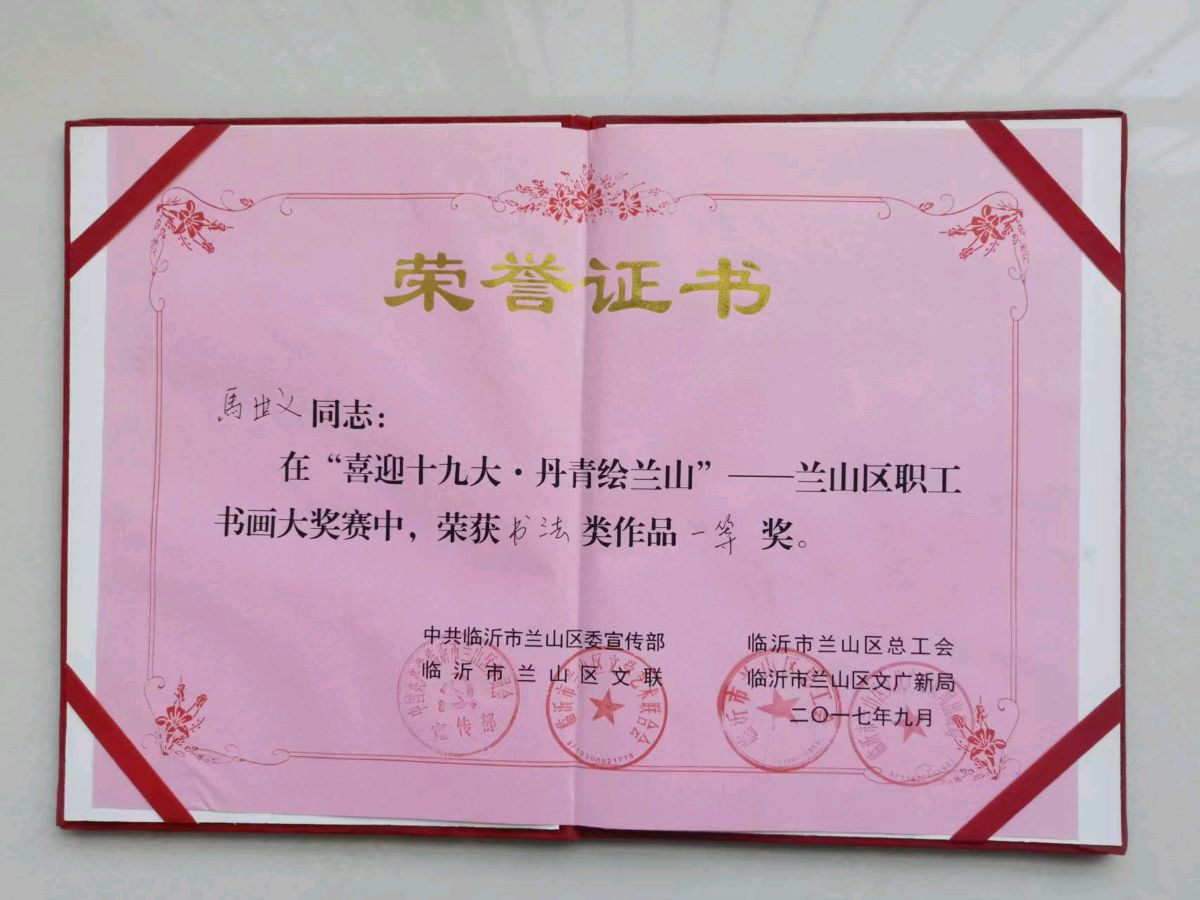 荣誉证书
馬世义同志：
在“喜迎十九大·丹青绘兰山”——兰山区职工
书画大奖赛中，荣获书法类作品一等奖。
中共临沂市兰山区委宣传部
临沂市兰山区文联
临沂市兰山区总工会
临沂市兰山区文广新局
二〇一七年九月
宣传部